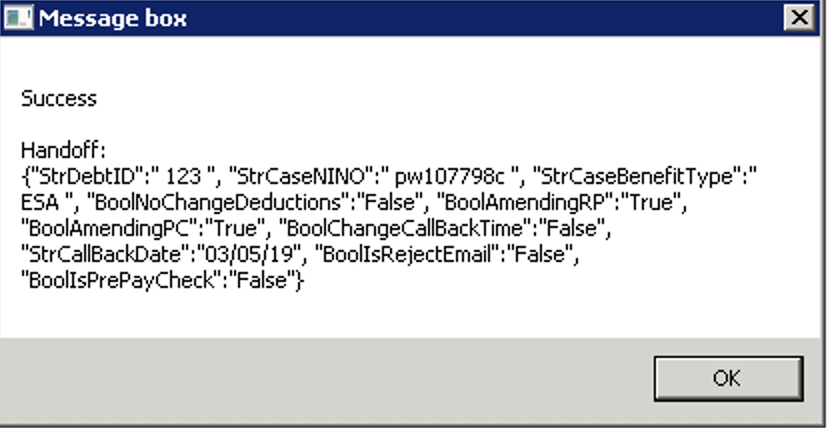 Message box
Success
Handoff:
{"StrDebtID":" 123 ", "StrCaseNINO":" pw107798c ", "StrCaseBenefitType":"
ESA ", "BoolNoChangeDeductions":"False", "BoolAmendingRP":"True",
"BoolAmendingPC":"True", "BoolChangeCallBackTime":"False",
"StrCallBackDate":"03/05/19", "BoolIsRejectEmail":"False",
"BoolIsPrePayCheck":"False"}
OK